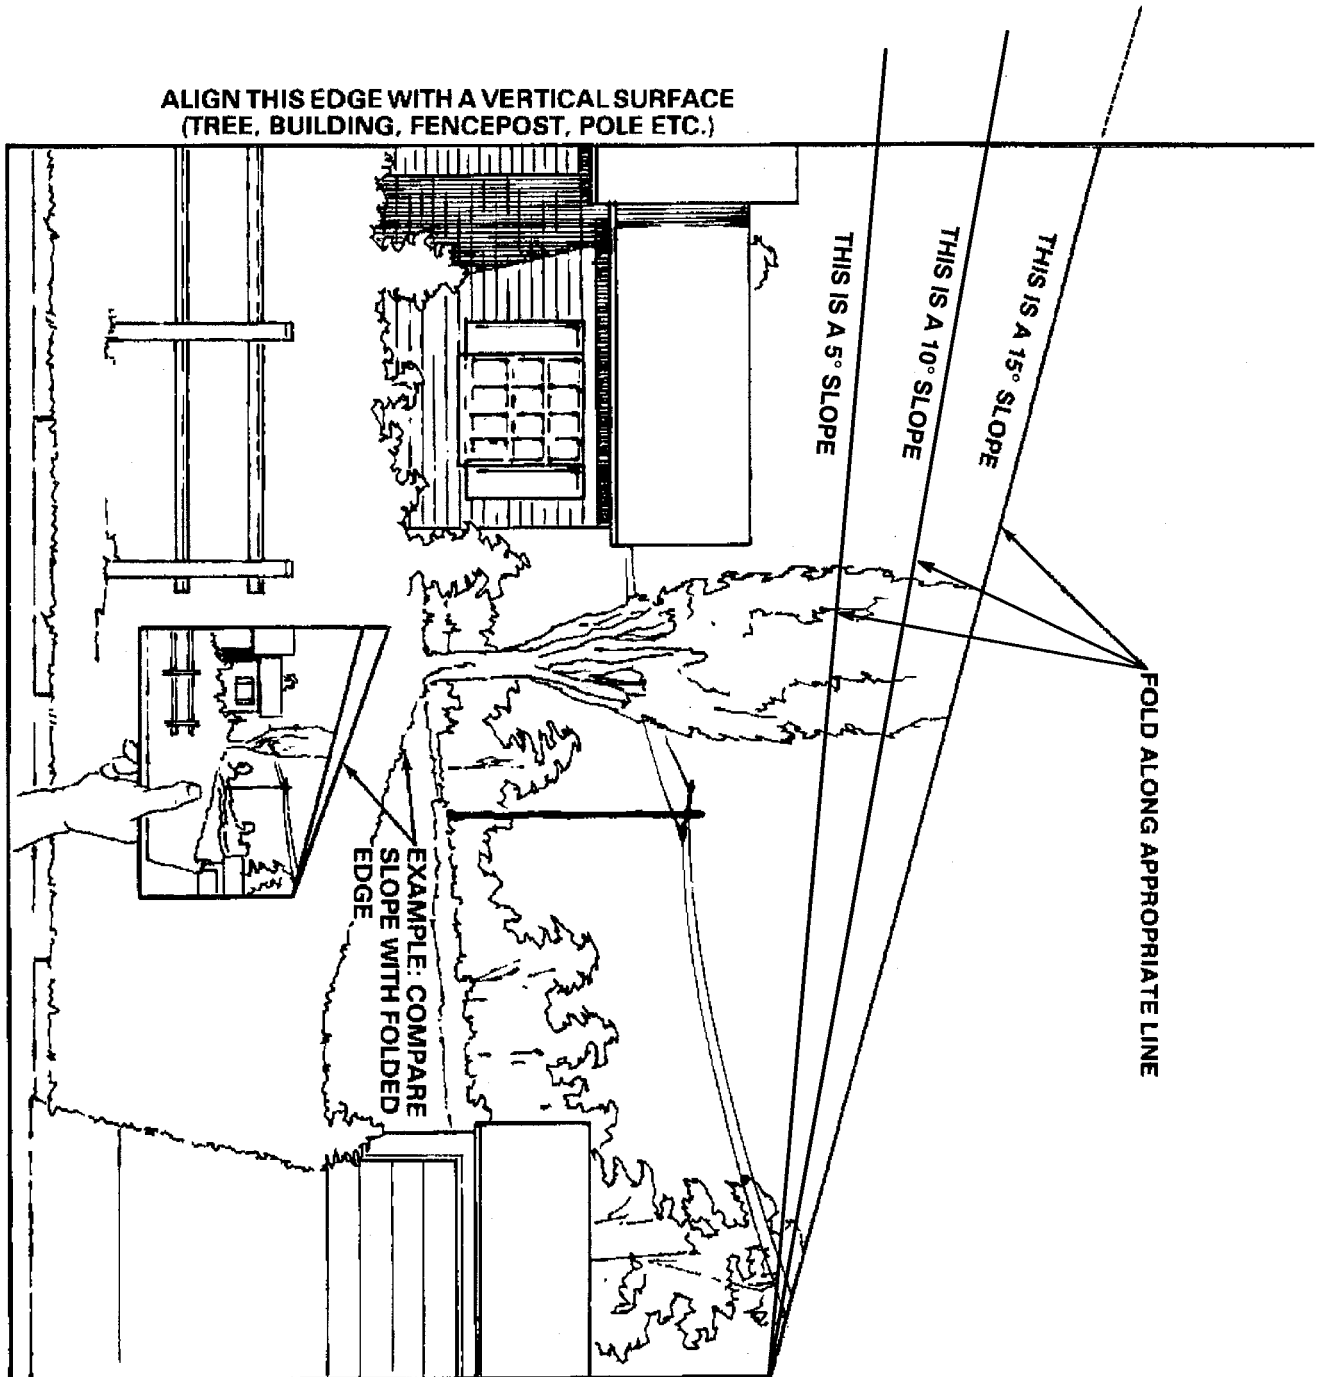 ALIGN THIS EDGE WITH A VERTICAL SURFACE
(TREE, BUILDING, FENCEPOST, POLE ETC.)
THIS IS A 15° SLOPE
THIS IS A 10° SLOPE
THIS IS A 5° SLOPE
FOLD ALONG APPROPRIATE LINE
EXAMPLE: COMPARE
SLOPE WITH FOLDED
EDGE